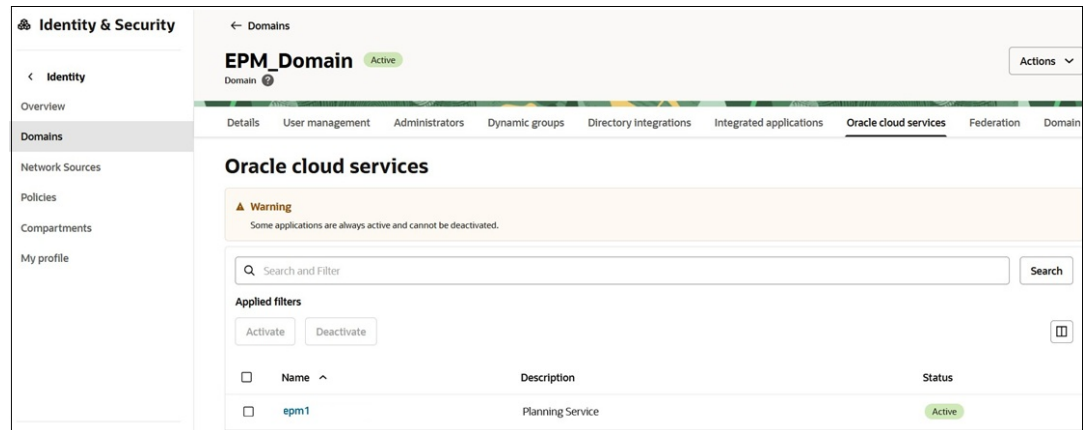 Identity & Security
Identity
Overview
Domains
Network Sources
Policies
Compartments
My profile
← Domains
EPM_Domain Active
Domain ?
Actions
Details User management Administrators Dynamic groups Directory integrations Integrated applications Oracle cloud services Federation Domain
Oracle cloud services
Warning
Some applications are always active and cannot be deactivated.
Search and Filter Search
Applied filters
Activate Deactivate
Name Description Status
epm1 Planning Service Active